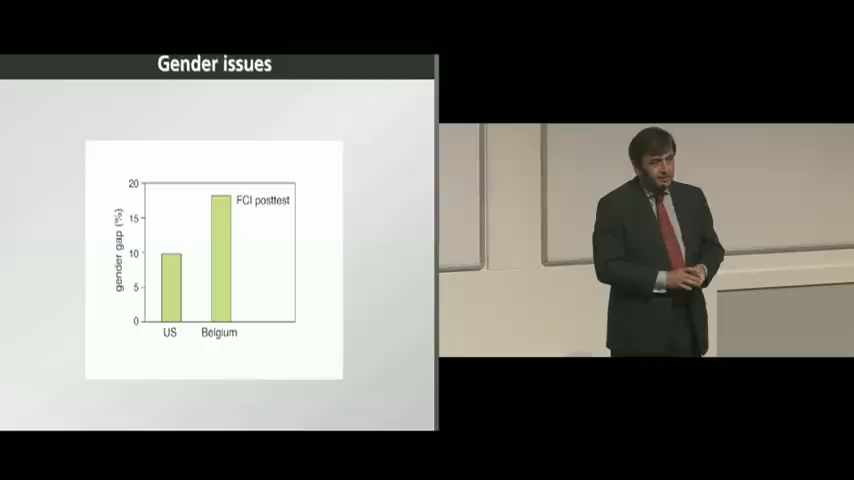 Gender issues
20
FCI posttest
15
10
5
0
gender gap (%)
US
Belgium